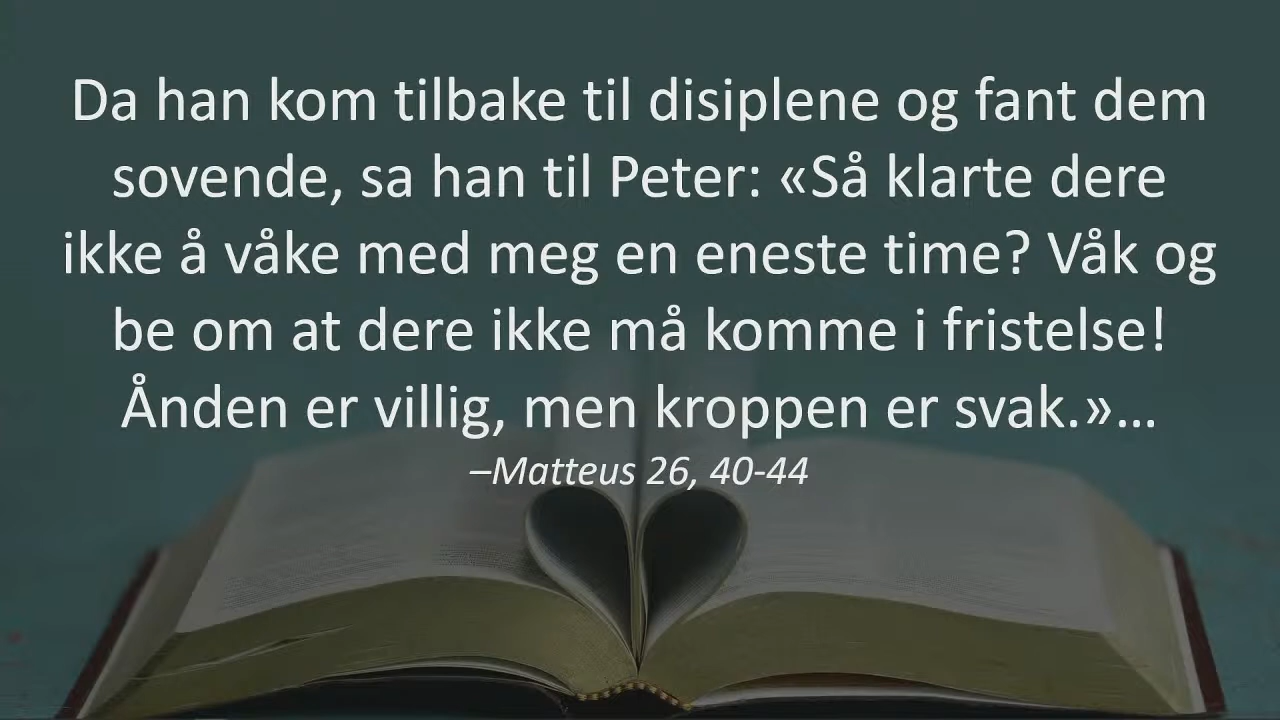 Da han kom tilbake til disiplene og fant dem
sovende, sa han til Peter: «Så klarte dere
ikke å våke med meg en eneste time? Våk og
be om at dere ikke må komme i fristelse!
Ånden er villig, men kroppen er svak.»…
–Matteus 26, 40-44